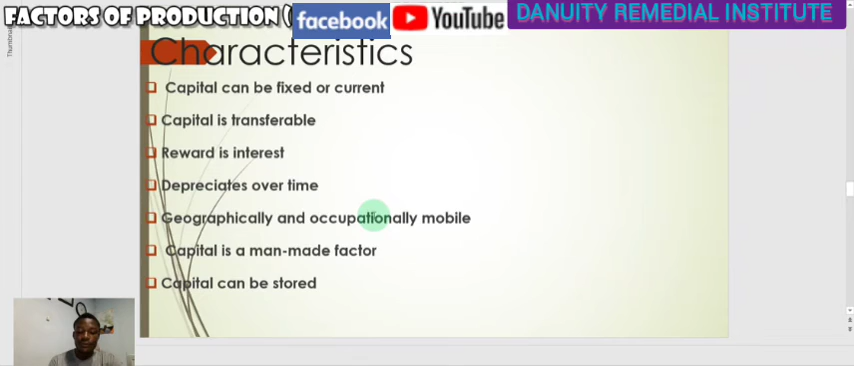 FACTORS OF PRODUCTION (
facebook
YouTube
DANUITY REMEDIAL INSTITUTE
Characteristics
Capital can be fixed or current
Capital is transferable
Reward is interest
Depreciates over time
Geographically and occupationally mobile
Capital is a man-made factor
Capital can be stored